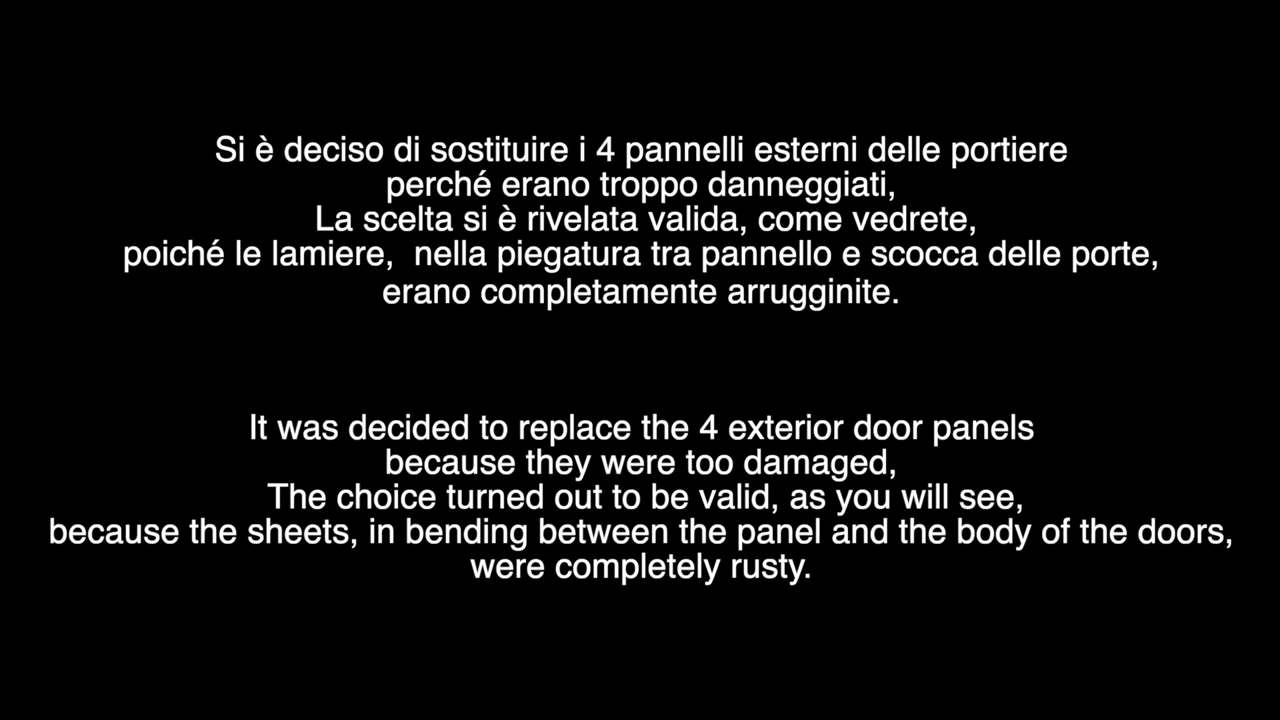 Si è deciso di sostituire i 4 pannelli esterni delle portiere
perché erano troppo danneggiati,
La scelta si è rivelata valida, come vedrete,
poiché le lamiere,  nella piegatura tra pannello e scocca delle porte,
erano completamente arrugginite.
It was decided to replace the 4 exterior door panels
because they were too damaged,
The choice turned out to be valid, as you will see,
because the sheets, in bending between the panel and the body of the doors,
were completely rusty.